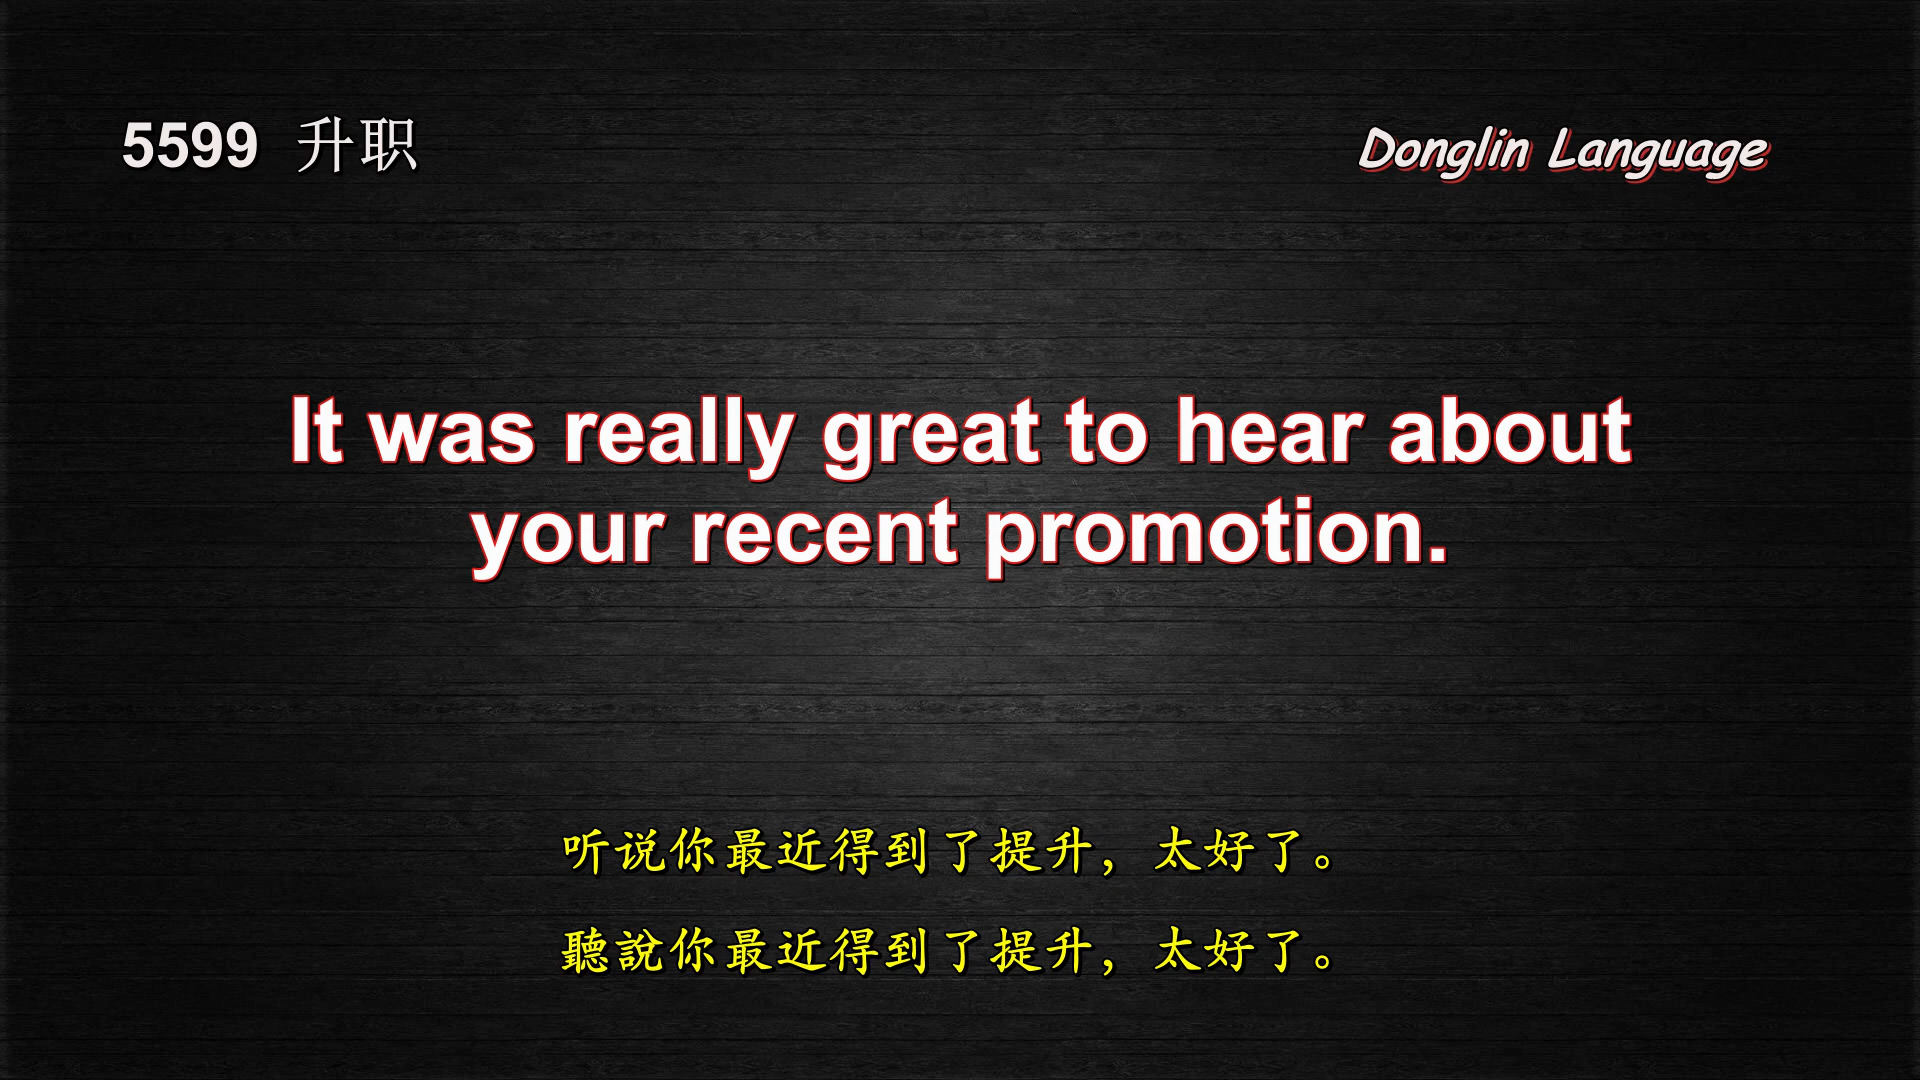 5599 升职
Donglin Language
It was really great to hear about
your recent promotion.
听说你最近得到了提升，太好了。
聽說你最近得到了提升，太好了。